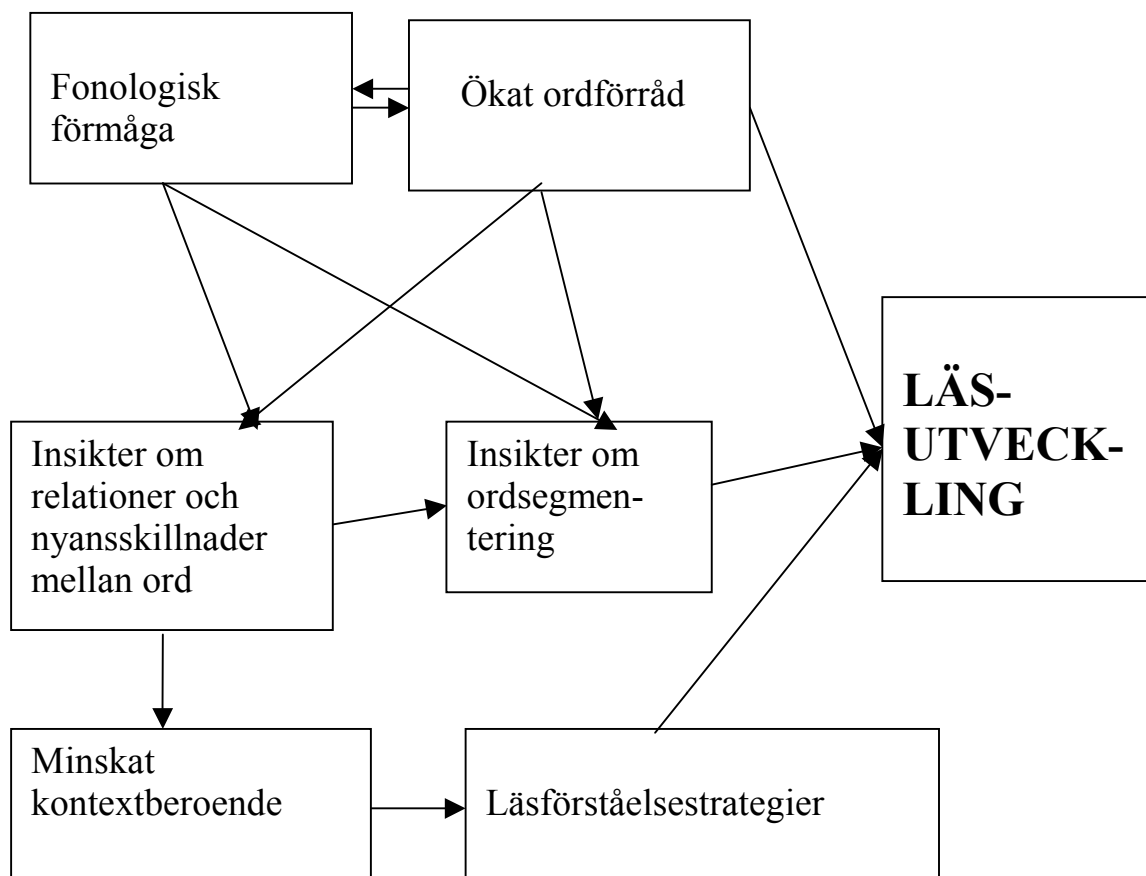 Fonologisk
förmåga
Ökat ordförråd
LÄS-
UTVECK-
LING
Insikter om
relationer och
nyansskillnader
mellan ord
Insikter om
ordsegmen-
tering
Minskat
kontextberoende
Läsförståelsestrategier